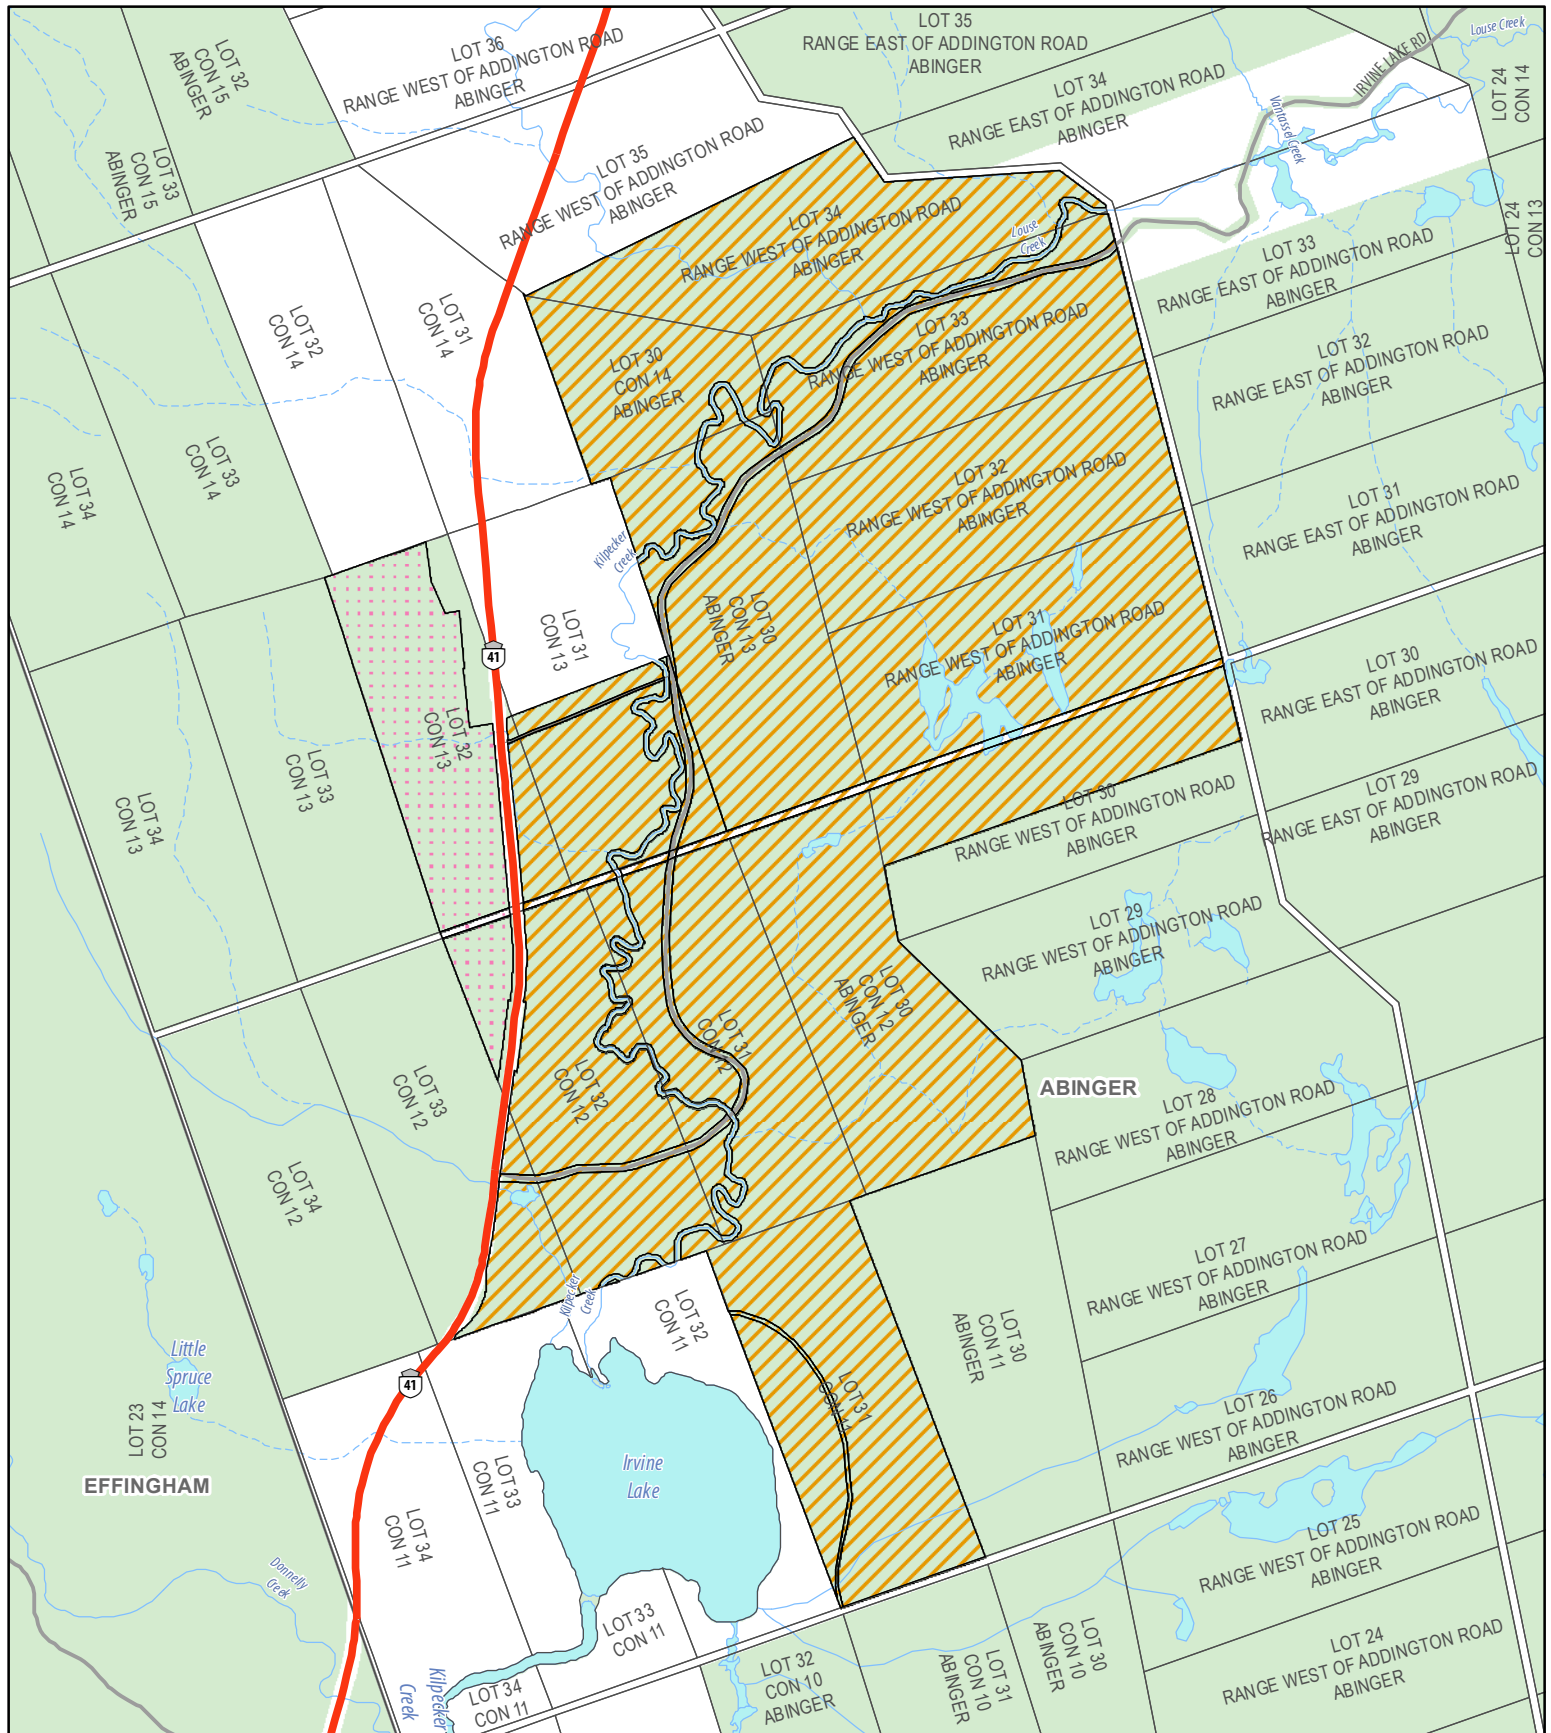 LOT 36
RANGE WEST OF ADDINGTON ROAD
ABINGER
LOT 35
RANGE EAST OF ADDINGTON ROAD
ABINGER
Louse Creek
IRVINE LAKE RD
LOT 32
CON 15
ABINGER
LOT 34
RANGE EAST OF ADDINGTON ROAD
ABINGER
LOT 24
CON 14
Vantassel Creek
LOT 33
CON 15
ABINGER
LOT 35
RANGE WEST OF ADDINGTON ROAD
ABINGER
LOT 34
RANGE WEST OF ADDINGTON ROAD
ABINGER
Louse
Creek
LOT 24
CON 13
LOT 33
RANGE EAST OF ADDINGTON ROAD
ABINGER
LOT 32
CON 14
LOT 31
CON 14
LOT 30
CON 14
ABINGER
LOT 33
RANGE WEST OF ADDINGTON ROAD
ABINGER
LOT 32
RANGE EAST OF ADDINGTON ROAD
ABINGER
LOT 34
CON 14
LOT 33
CON 14
LOT 32
RANGE WEST OF ADDINGTON ROAD
ABINGER
LOT 31
RANGE EAST OF ADDINGTON ROAD
ABINGER
Kilpecker
Creek
LOT 31
CON 13
LOT 30
CON 13
ABINGER
LOT 31
RANGE WEST OF ADDINGTON ROAD
ABINGER
41
LOT 30
RANGE EAST OF ADDINGTON ROAD
ABINGER
LOT 32
CON 13
LOT 33
CON 13
LOT 34
CON 13
LOT 30
RANGE WEST OF ADDINGTON ROAD
ABINGER
LOT 29
RANGE EAST OF ADDINGTON ROAD
ABINGER
LOT 29
RANGE WEST OF ADDINGTON ROAD
ABINGER
LOT 30
CON 12
ABINGER
LOT 31
CON 12
LOT 32
CON 12
LOT 33
CON 12
ABINGER
LOT 28
RANGE WEST OF ADDINGTON ROAD
ABINGER
LOT 34
CON 12
LOT 27
RANGE WEST OF ADDINGTON ROAD
ABINGER
Kilpecker
Creek
LOT 32
CON 11
LOT 30
CON 11
ABINGER
Little
Spruce
Lake
41
LOT 31
CON 11
LOT 26
RANGE WEST OF ADDINGTON ROAD
ABINGER
LOT 23
CON 14
EFFINGHAM
LOT 33
CON 11
Irvine
Lake
LOT 34
CON 11
LOT 25
RANGE WEST OF ADDINGTON ROAD
ABINGER
Donnelly
Creek
LOT 33
CON 11
LOT 32
CON 10
ABINGER
LOT 31
CON 10
ABINGER
LOT 30
CON 10
ABINGER
LOT 24
RANGE WEST OF ADDINGTON ROAD
ABINGER
Kilpecker
Creek
LOT 34
CON 11